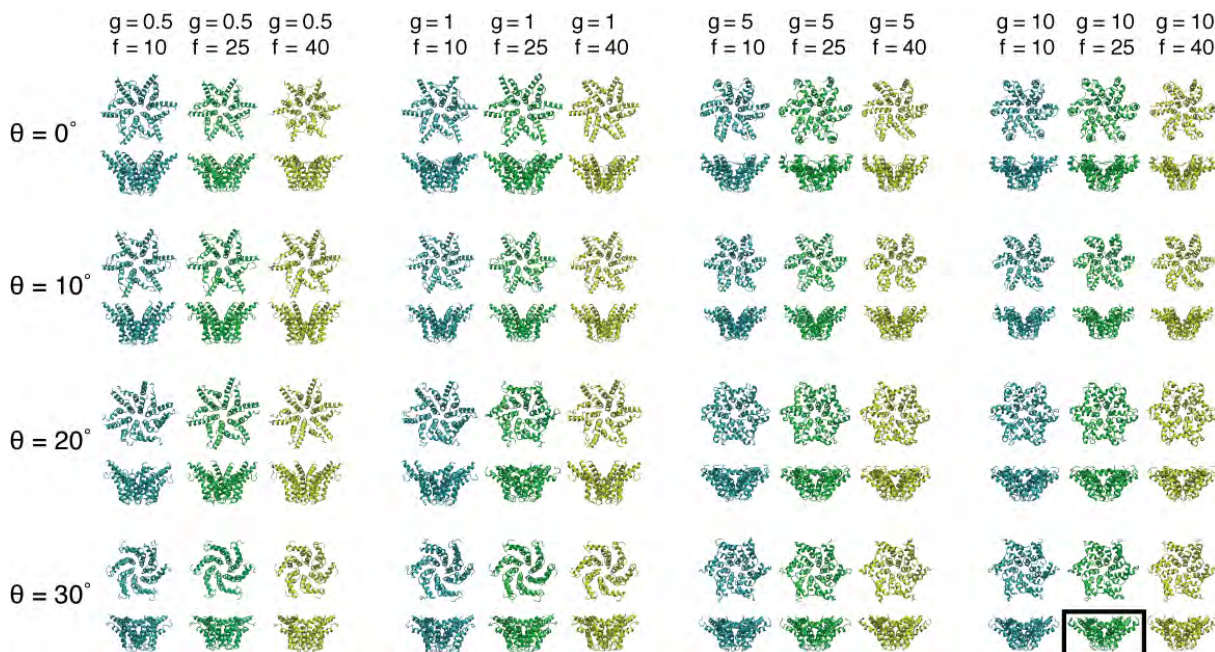 g = 0.5 g = 0.5 g = 0.5 g = 1 g = 1 g = 1 g = 5 g = 5 g = 5 g = 10 g = 10 g = 10
f = 10 f = 25 f = 40 f = 10 f = 25 f = 40 f = 10 f = 25 f = 40 f = 10 f = 25 f = 40
θ = 0°
θ = 10°
θ = 20°
θ = 30°